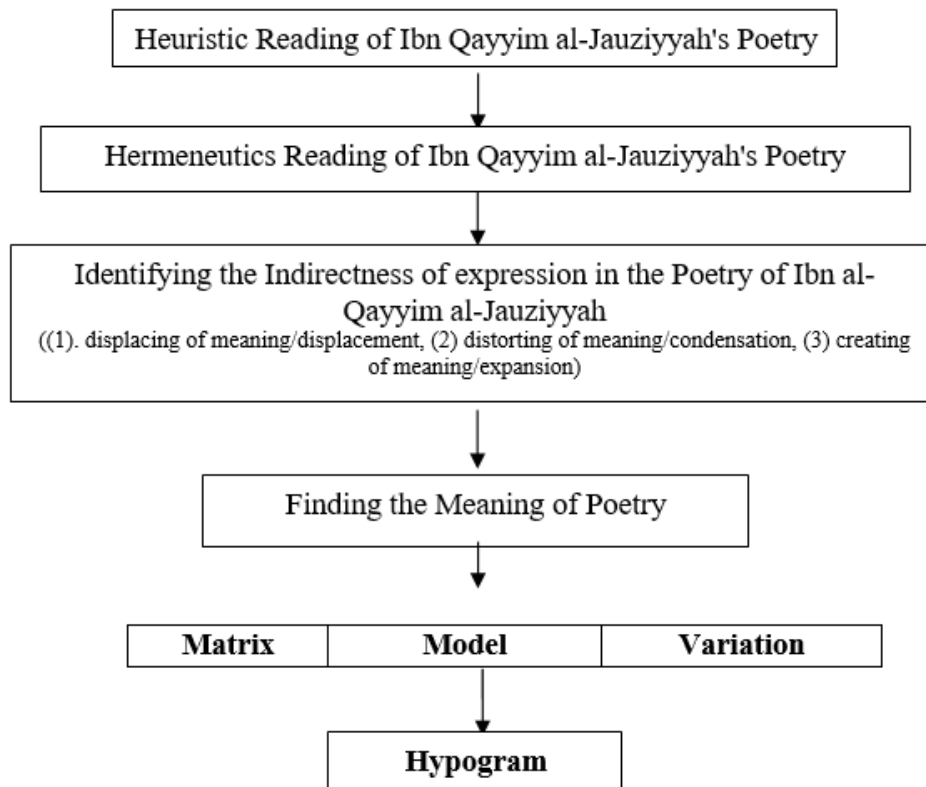 Heuristic Reading of Ibn Qayyim al-Jauziyyah's Poetry
Hermeneutics Reading of Ibn Qayyim al-Jauziyyah's Poetry
Identifying the Indirectness of expression in the Poetry of Ibn al-
Qayyim al-Jauziyyah
((1). displacing of meaning/displacement, (2) distorting of meaning/condensation, (3) creating
of meaning/expansion)
Finding the Meaning of Poetry
Matrix Model Variation
Hypogram